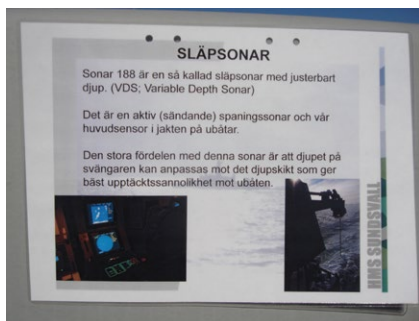 SLÄPSONAR
Sonar 188 är en så kallad släpsonar med justerbart
djup. (VDS; Variable Depth Sonar)
Det är en aktiv (sändande) spaningssonar och vår
huvudsensor i jakten på ubåtar.
Den stora fördelen med denna sonar är att djupet på
svängaren kan anpassas mot det djupskikt som ger
bäst upptäcktssannolikhet mot ubåten.
HMS SUNDSVALL